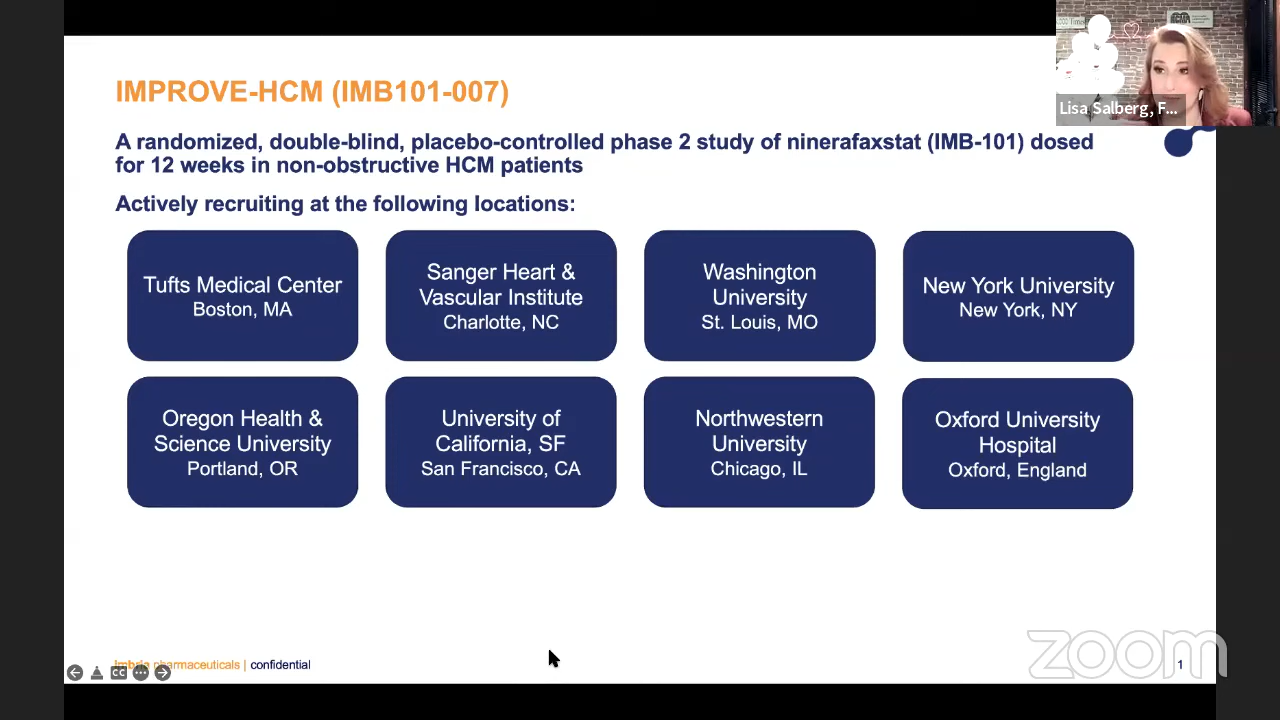 IMPROVE-HCM (IMB101-007)
Lisa Salberg, F...
A randomized, double-blind, placebo-controlled phase 2 study of ninerafaxstat (IMB-101) dosed
for 12 weeks in non-obstructive HCM patients
Actively recruiting at the following locations:
Tufts Medical Center
Boston, MA
Sanger Heart &
Vascular Institute
Charlotte, NC
Washington
University
St. Louis, MO
New York University
New York, NY
Oregon Health &
Science University
Portland, OR
University of
California, SF
San Francisco, CA
Northwestern
University
Chicago, IL
Oxford University
Hospital
Oxford, England
imbria pharmaceuticals | confidential
CC
zoom
1